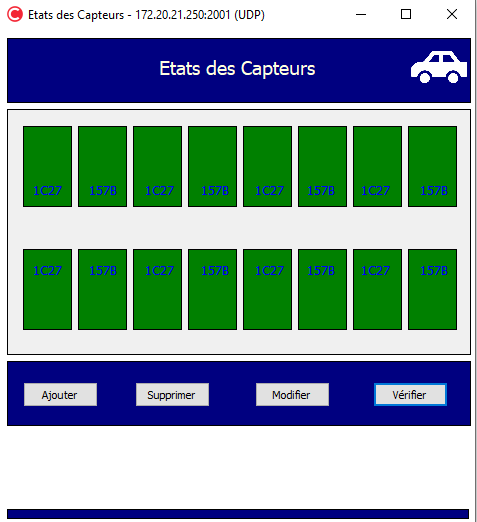 Etats des Capteurs - 172.20.21.250:2001 (UDP)
Etats des Capteurs
1C27 157B 1C27 157B 1C27 157B 1C27 157B
1C27 157B 1C27 157B 1C27 157B 1C27 157B
Ajouter Supprimer Modifier Vérifier